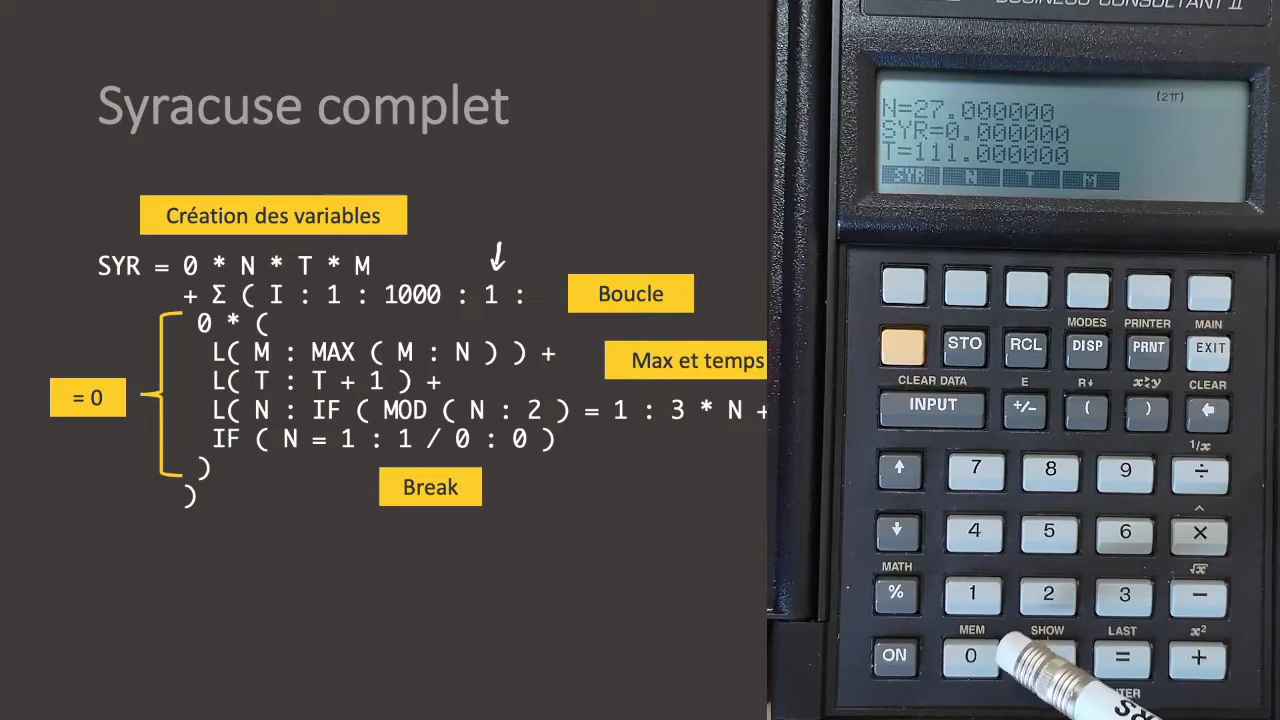 Syracuse complet
Création des variables
SYR = 0 * N * T * M
+ Σ ( I : 1 : 1000 : 1 :
Boucle
0 * (
L( M : MAX ( M : N ) ) +
Max et temps
L( T : T + 1 ) +
= 0
L( N : IF ( MOD ( N : 2 ) = 1 : 3 * N +
IF ( N = 1 : 1 / 0 : 0 )
)
Break
)
BUSINESS CONSULTANT II
(2π)
N=27.000000
SYR=0.000000
T=111.000000
SYR N T M
MODES PRINTER MAIN
STO RCL DISP PRNT EXIT
CLEAR DATA E R↓ x≷y CLEAR
INPUT +/- ( ) ←
1/x
↑ 7 8 9 ÷
^
↓ 4 5 6 ×
MATH √x
% 1 2 3 −
MEM SHOW LAST x²
ON 0 = +